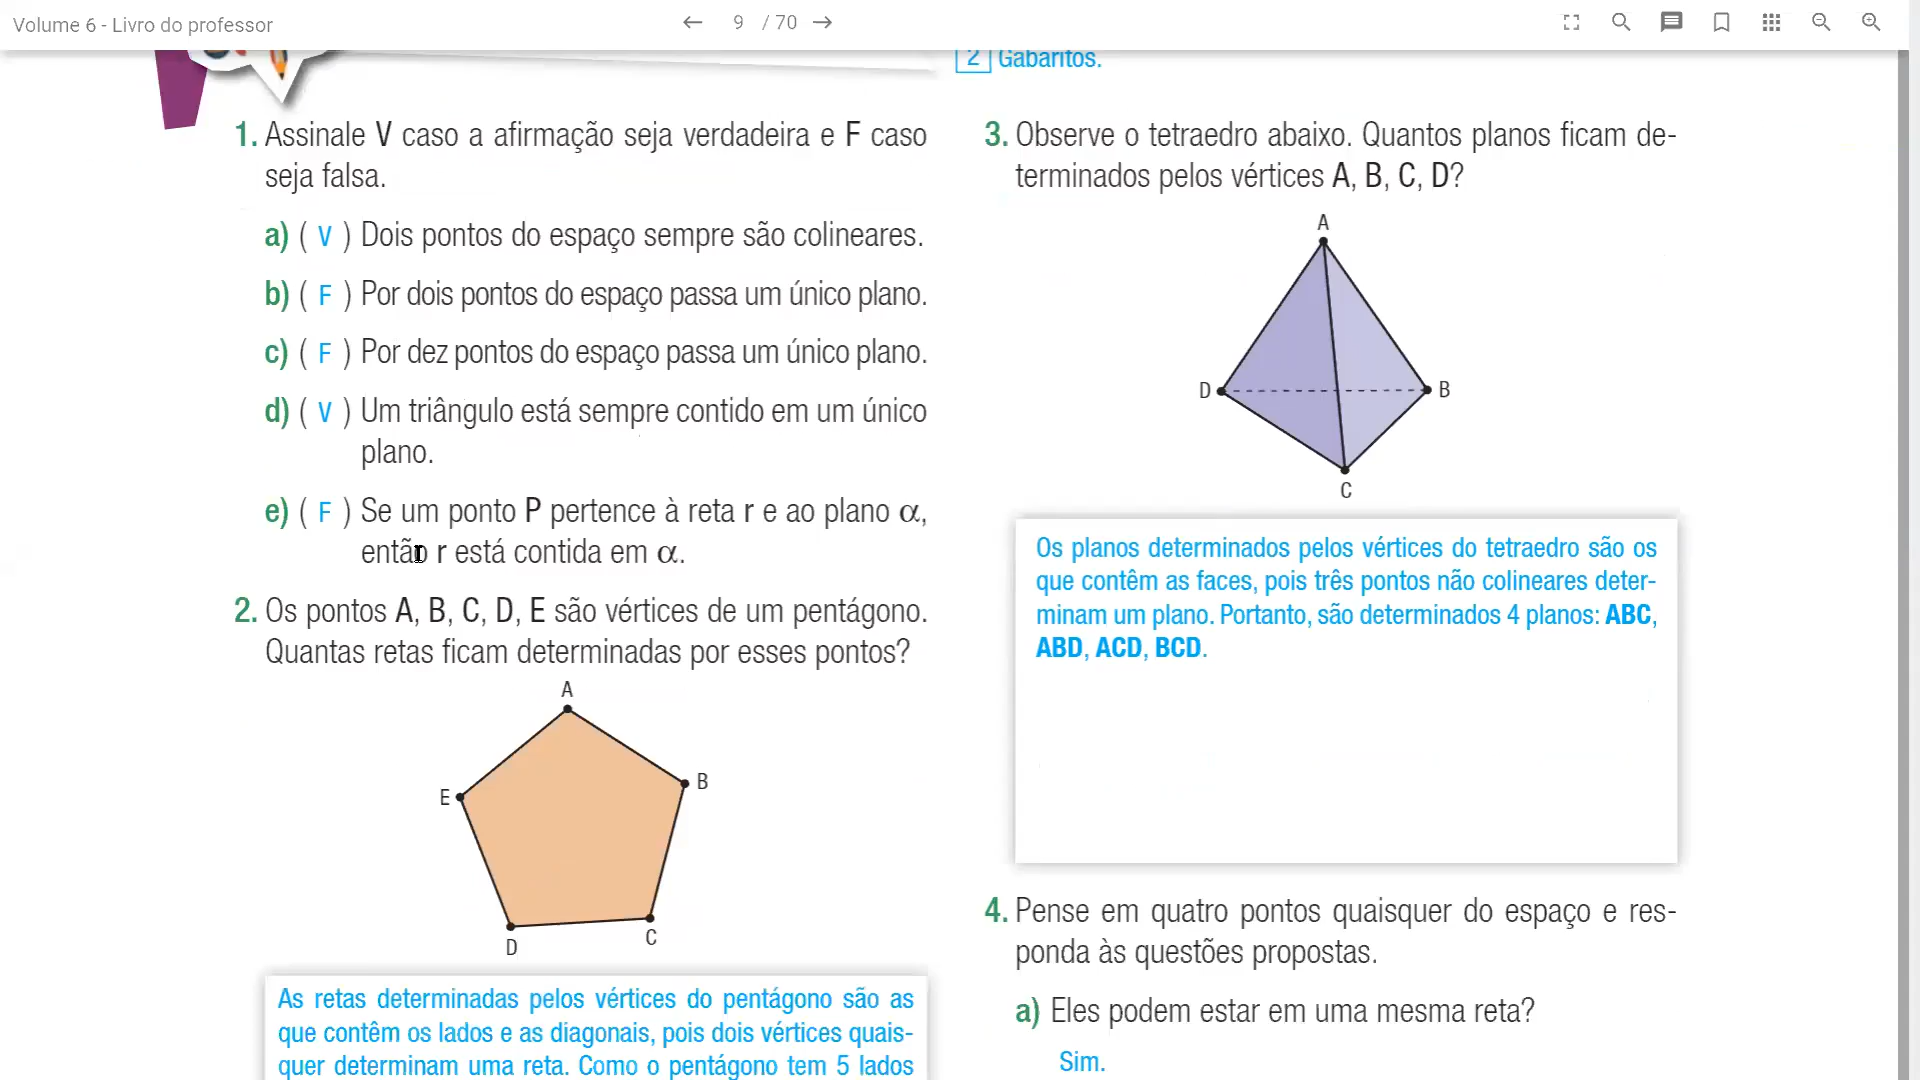 Volume 6 - Livro do professor
9 / 70
2 Gabaritos.
1. Assinale V caso a afirmação seja verdadeira e F caso
seja falsa.
a) ( V ) Dois pontos do espaço sempre são colineares.
b) ( F ) Por dois pontos do espaço passa um único plano.
c) ( F ) Por dez pontos do espaço passa um único plano.
d) ( V ) Um triângulo está sempre contido em um único
plano.
e) ( F ) Se um ponto P pertence à reta r e ao plano α,
então r está contida em α.
2. Os pontos A, B, C, D, E são vértices de um pentágono.
Quantas retas ficam determinadas por esses pontos?
A
B
E
C
D
As retas determinadas pelos vértices do pentágono são as
que contêm os lados e as diagonais, pois dois vértices quais-
quer determinam uma reta. Como o pentágono tem 5 lados
3. Observe o tetraedro abaixo. Quantos planos ficam de-
terminados pelos vértices A, B, C, D?
A
D
B
C
Os planos determinados pelos vértices do tetraedro são os
que contêm as faces, pois três pontos não colineares deter-
minam um plano. Portanto, são determinados 4 planos: ABC,
ABD, ACD, BCD.
4. Pense em quatro pontos quaisquer do espaço e res-
ponda às questões propostas.
a) Eles podem estar em uma mesma reta?
Sim.